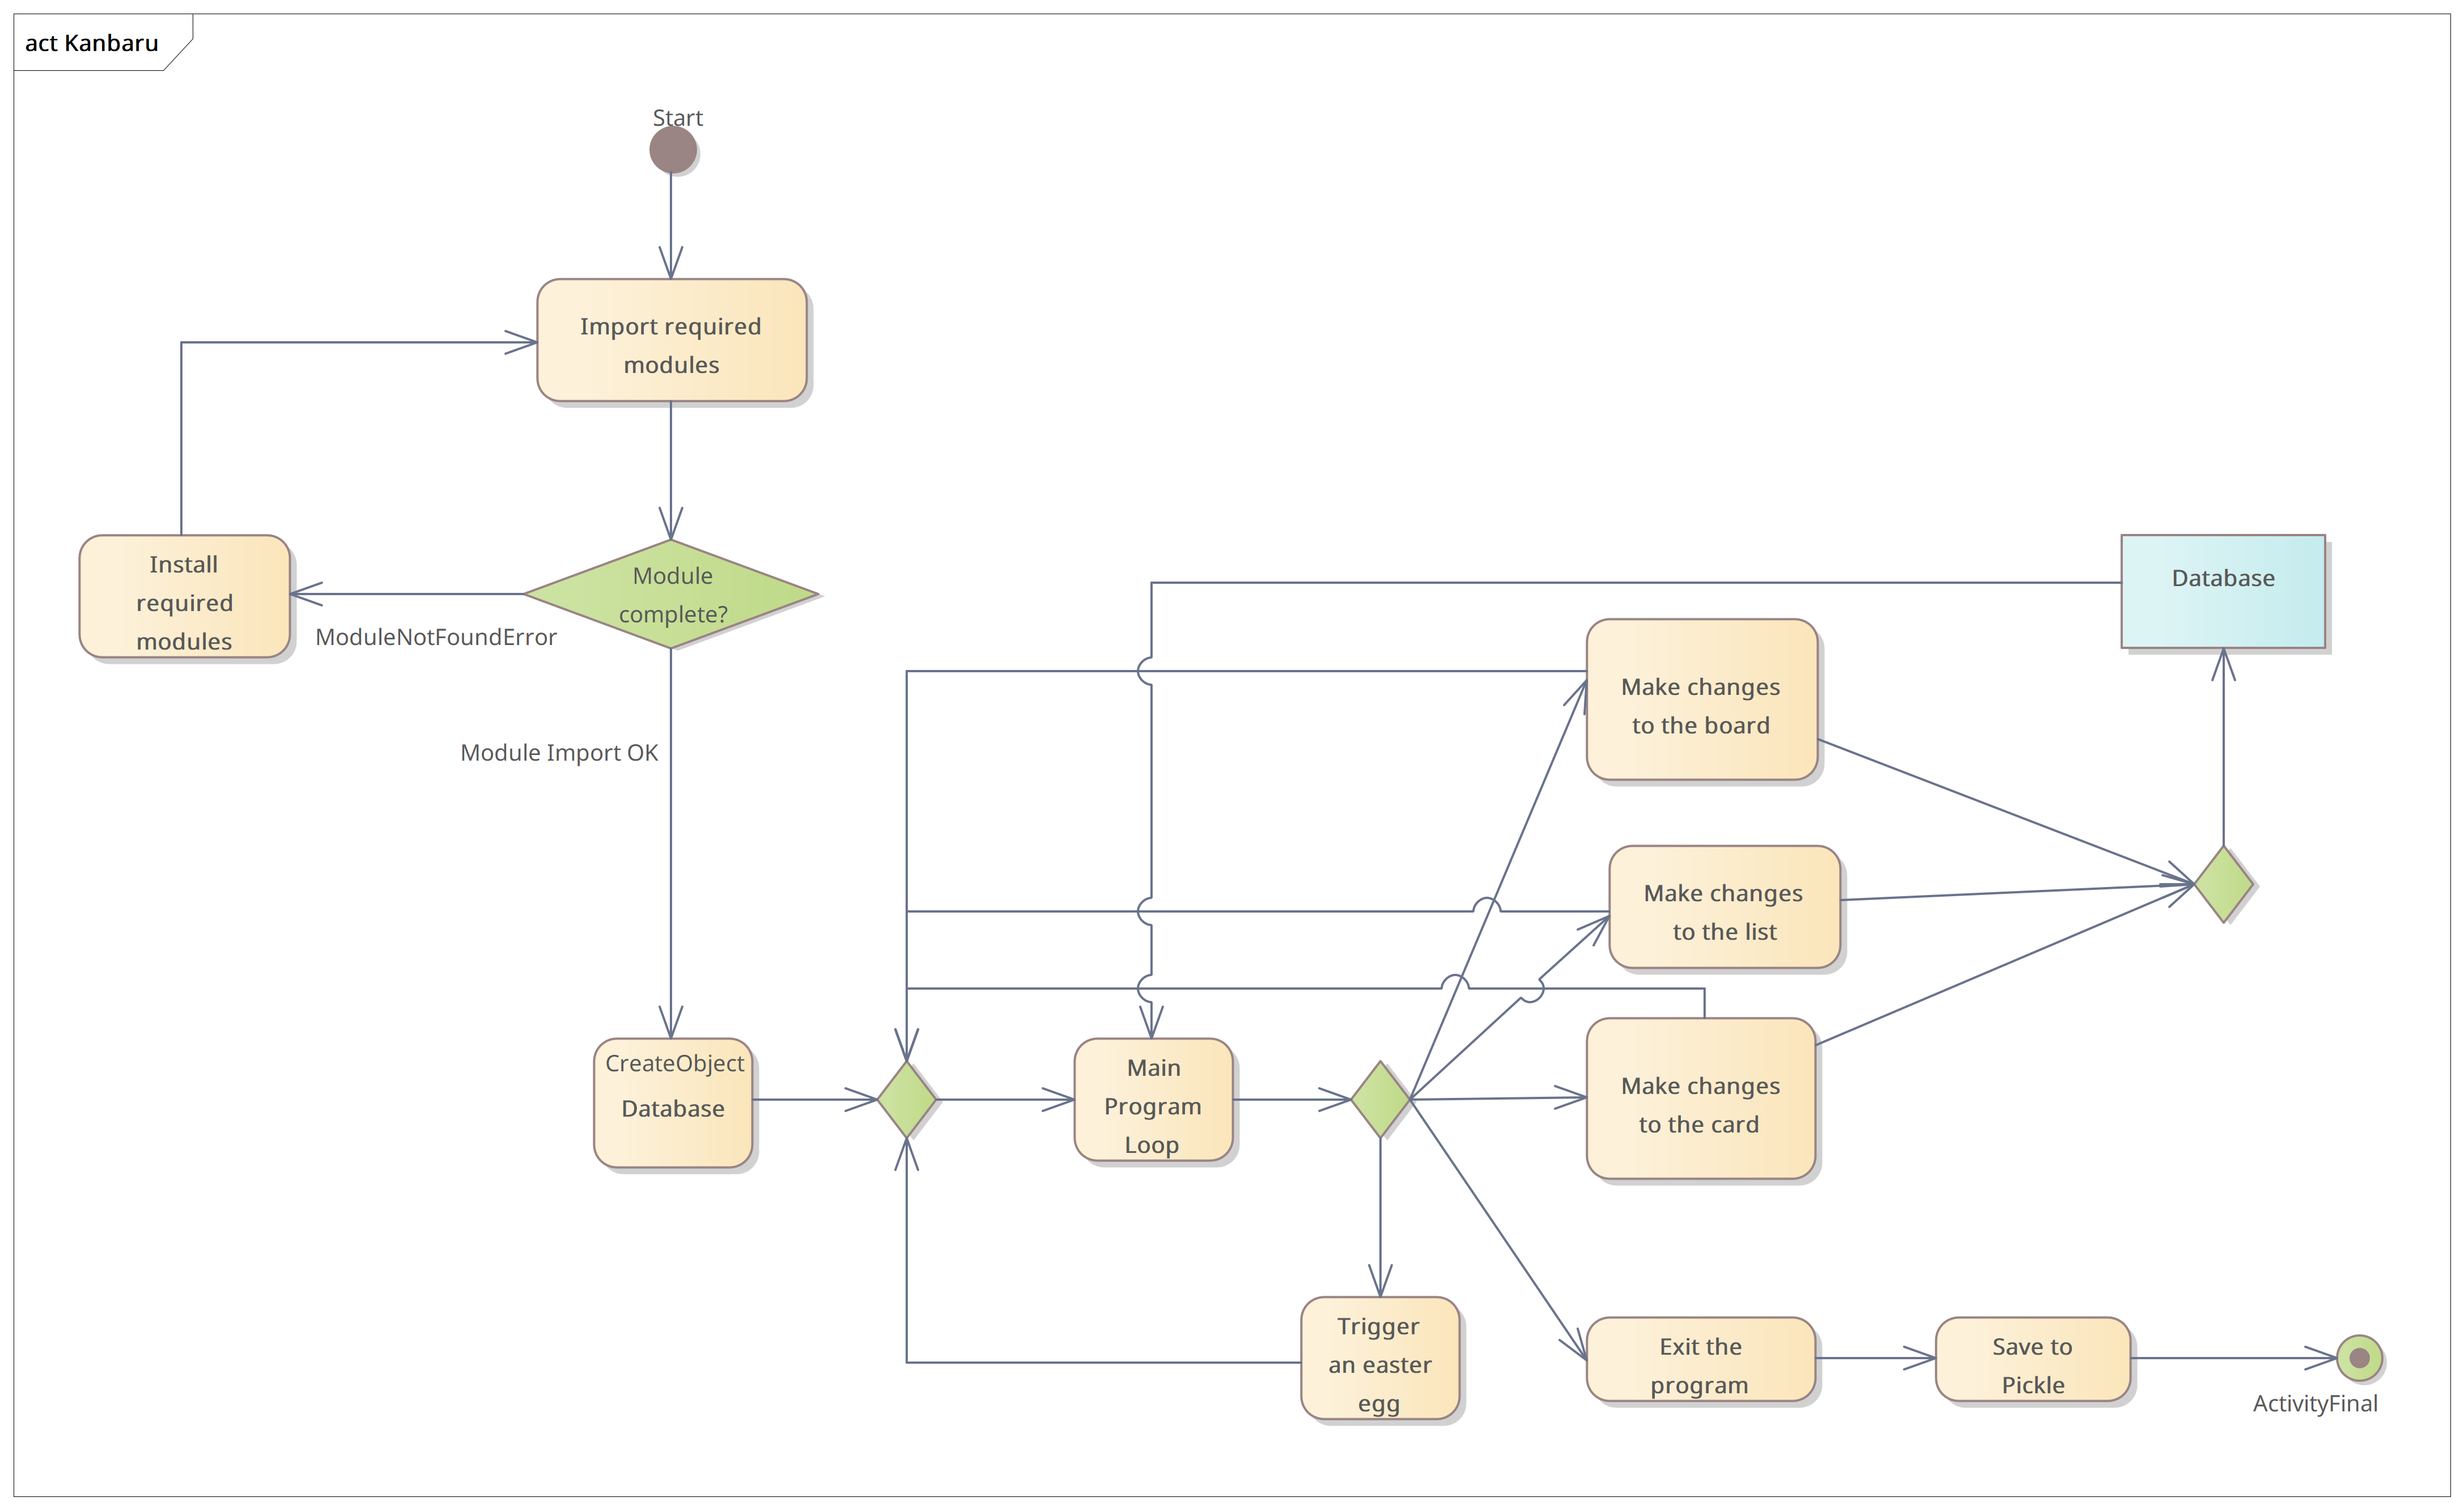 act Kanbaru
Start
Import required
modules
Install
required
modules
Module
complete?
ModuleNotFoundError
Module Import OK
Database
Make changes
to the board
Make changes
to the list
CreateObject
Database
Main
Program
Loop
Make changes
to the card
Trigger
an easter
egg
Exit the
program
Save to
Pickle
ActivityFinal